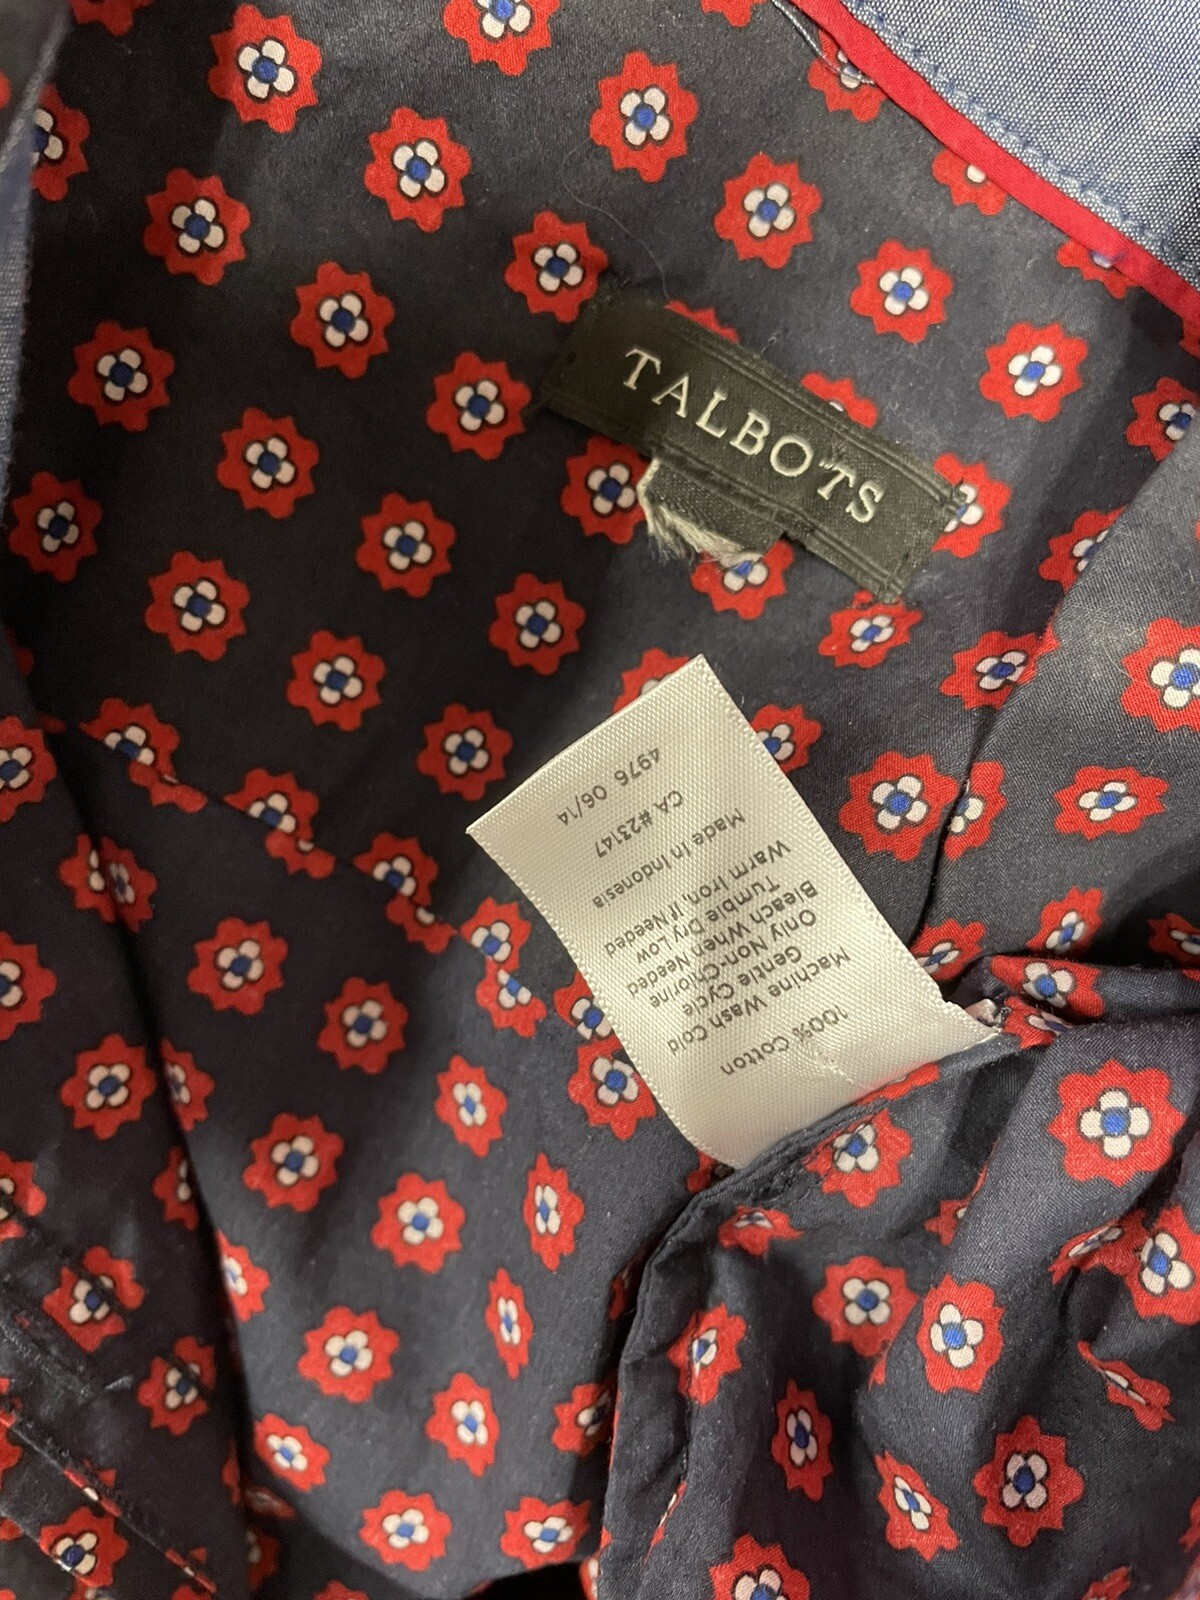 TALBOTS
100% Cotton
Machine Wash Cold
Gentle Cycle
Only Non-Chlorine
Bleach When Needed
Tumble Dry Low
Warm Iron, If Needed
Made In Indonesia
CA #23147
4976 06/14